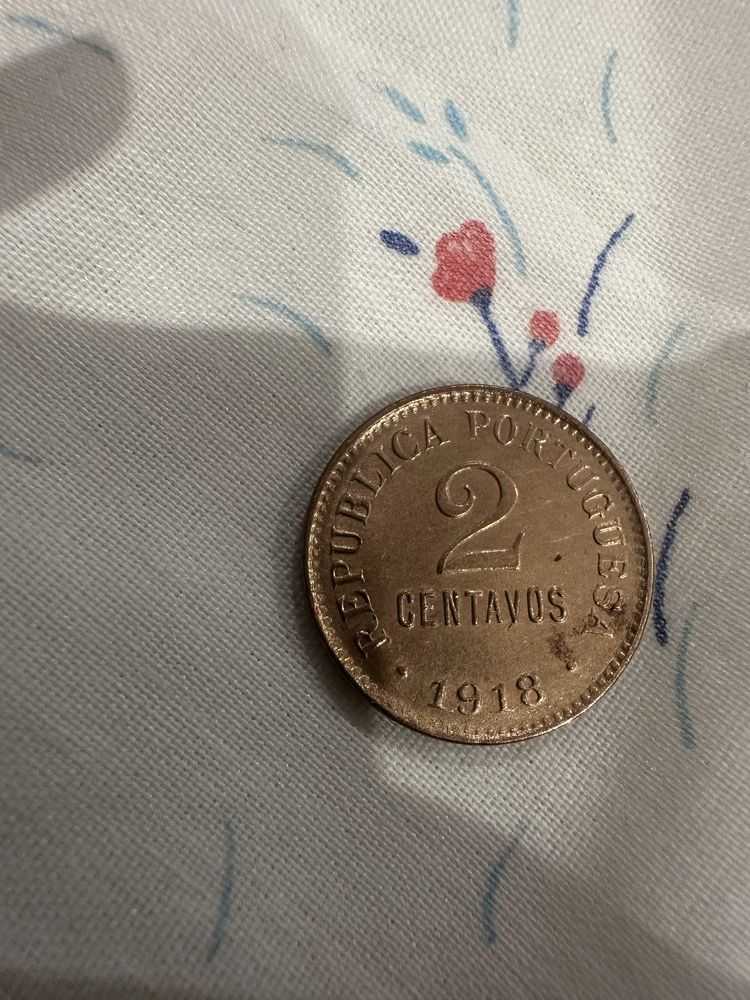 REPUBLICA PORTUGUESA
2
CENTAVOS
1918